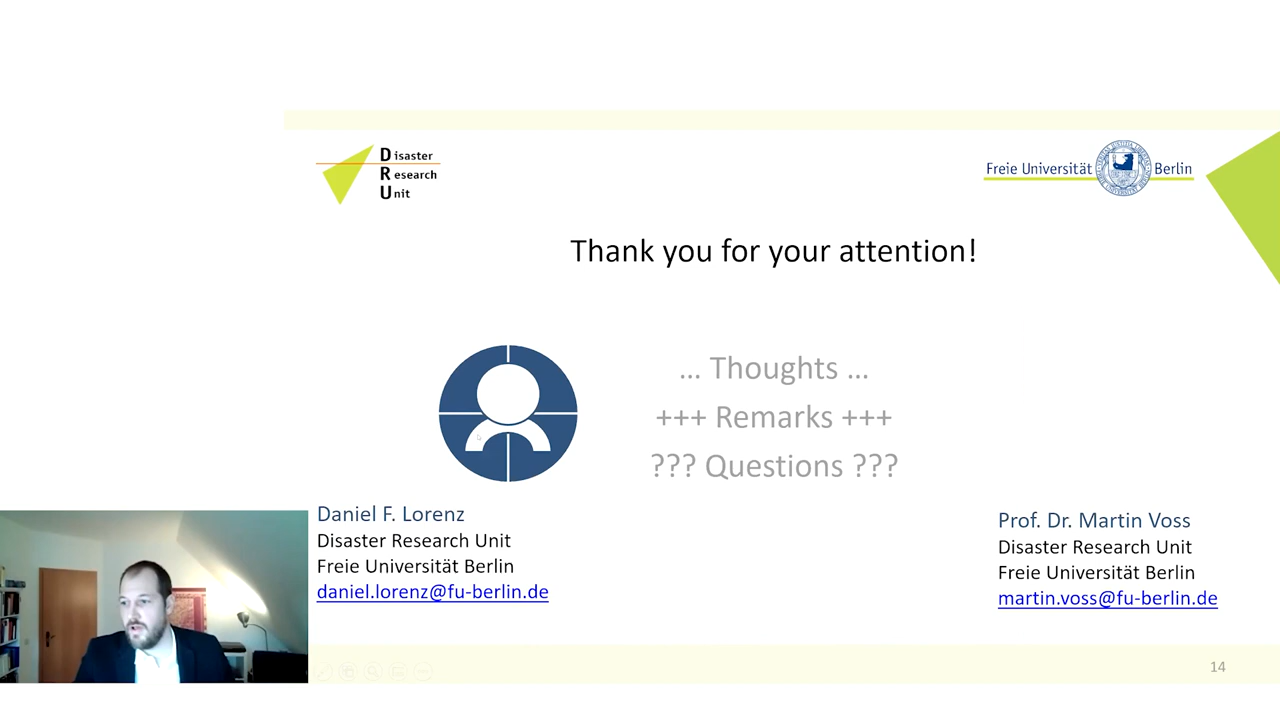 Disaster
Research
Unit
Freie Universität Berlin
Thank you for your attention!
... Thoughts ...
+++ Remarks +++
??? Questions ???
Daniel F. Lorenz
Disaster Research Unit
Freie Universität Berlin
daniel.lorenz@fu-berlin.de
Prof. Dr. Martin Voss
Disaster Research Unit
Freie Universität Berlin
martin.voss@fu-berlin.de
14